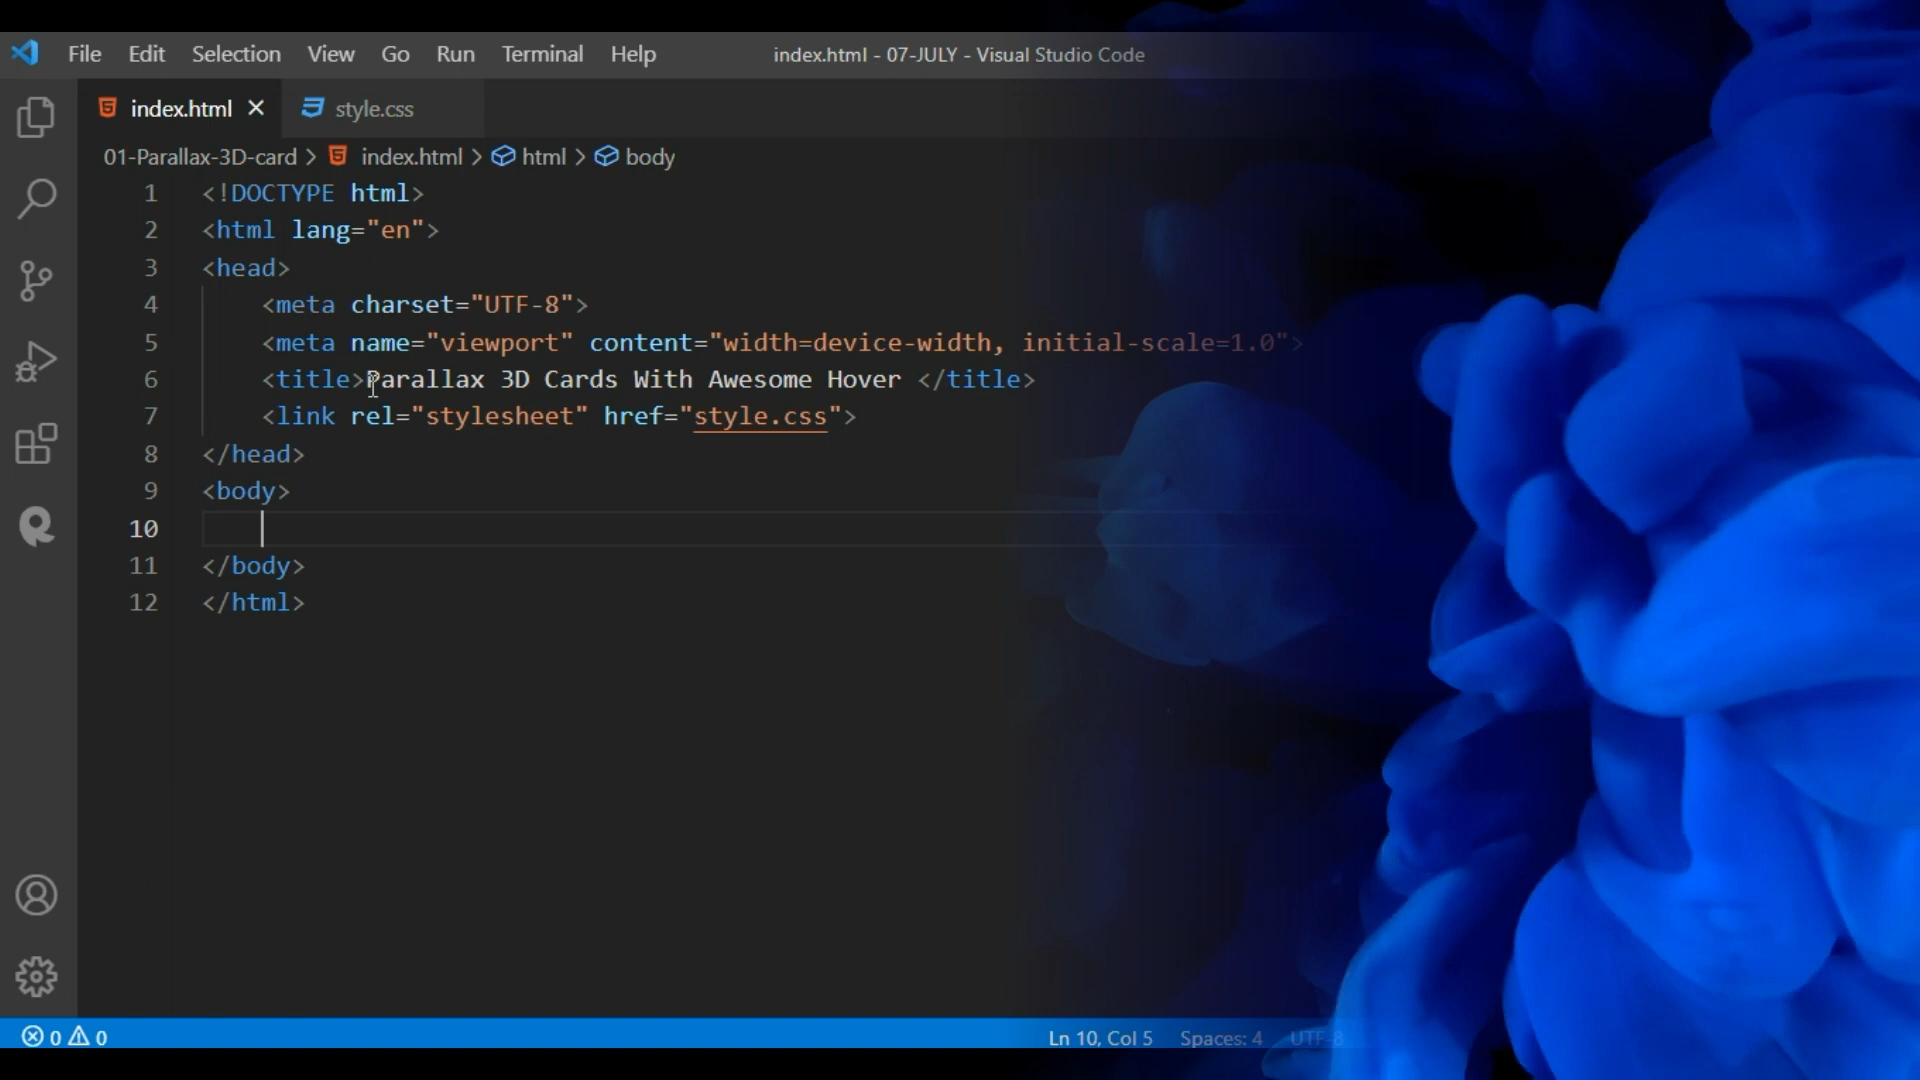 File Edit Selection View Go Run Terminal Help index.html - 07-JULY - Visual Studio Code
index.html style.css
01-Parallax-3D-card > index.html > html > body
1 <!DOCTYPE html>
2 <html lang="en">
3 <head>
4 <meta charset="UTF-8">
5 <meta name="viewport" content="width=device-width, initial-scale=1.0">
6 <title>Parallax 3D Cards With Awesome Hover </title>
7 <link rel="stylesheet" href="style.css">
8 </head>
9 <body>
10
11 </body>
12 </html>
0 0 Ln 10, Col 5 Spaces: 4 UTF-8